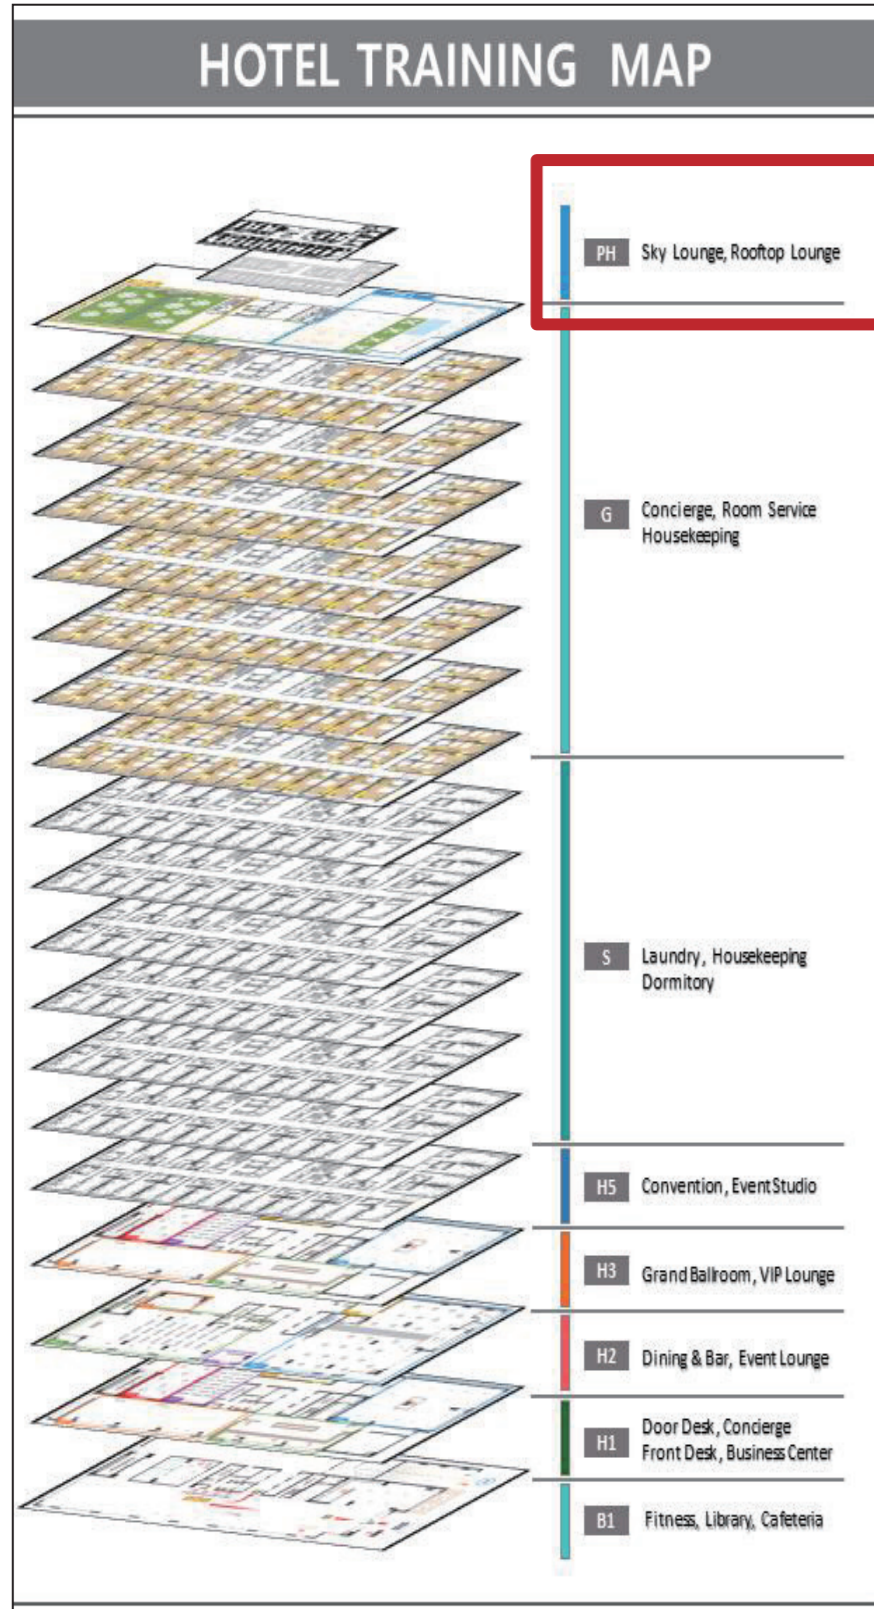 HOTEL TRAINING MAP
PH Sky Lounge, Rooftop Lounge
G Concierge, Room Service
Housekeeping
S Laundry, Housekeeping
Dormitory
H5 Convention, Event Studio
H3 Grand Ballroom, VIP Lounge
H2 Dining & Bar, Event Lounge
H1 Door Desk, Concierge
Front Desk, Business Center
B1 Fitness, Library, Cafeteria